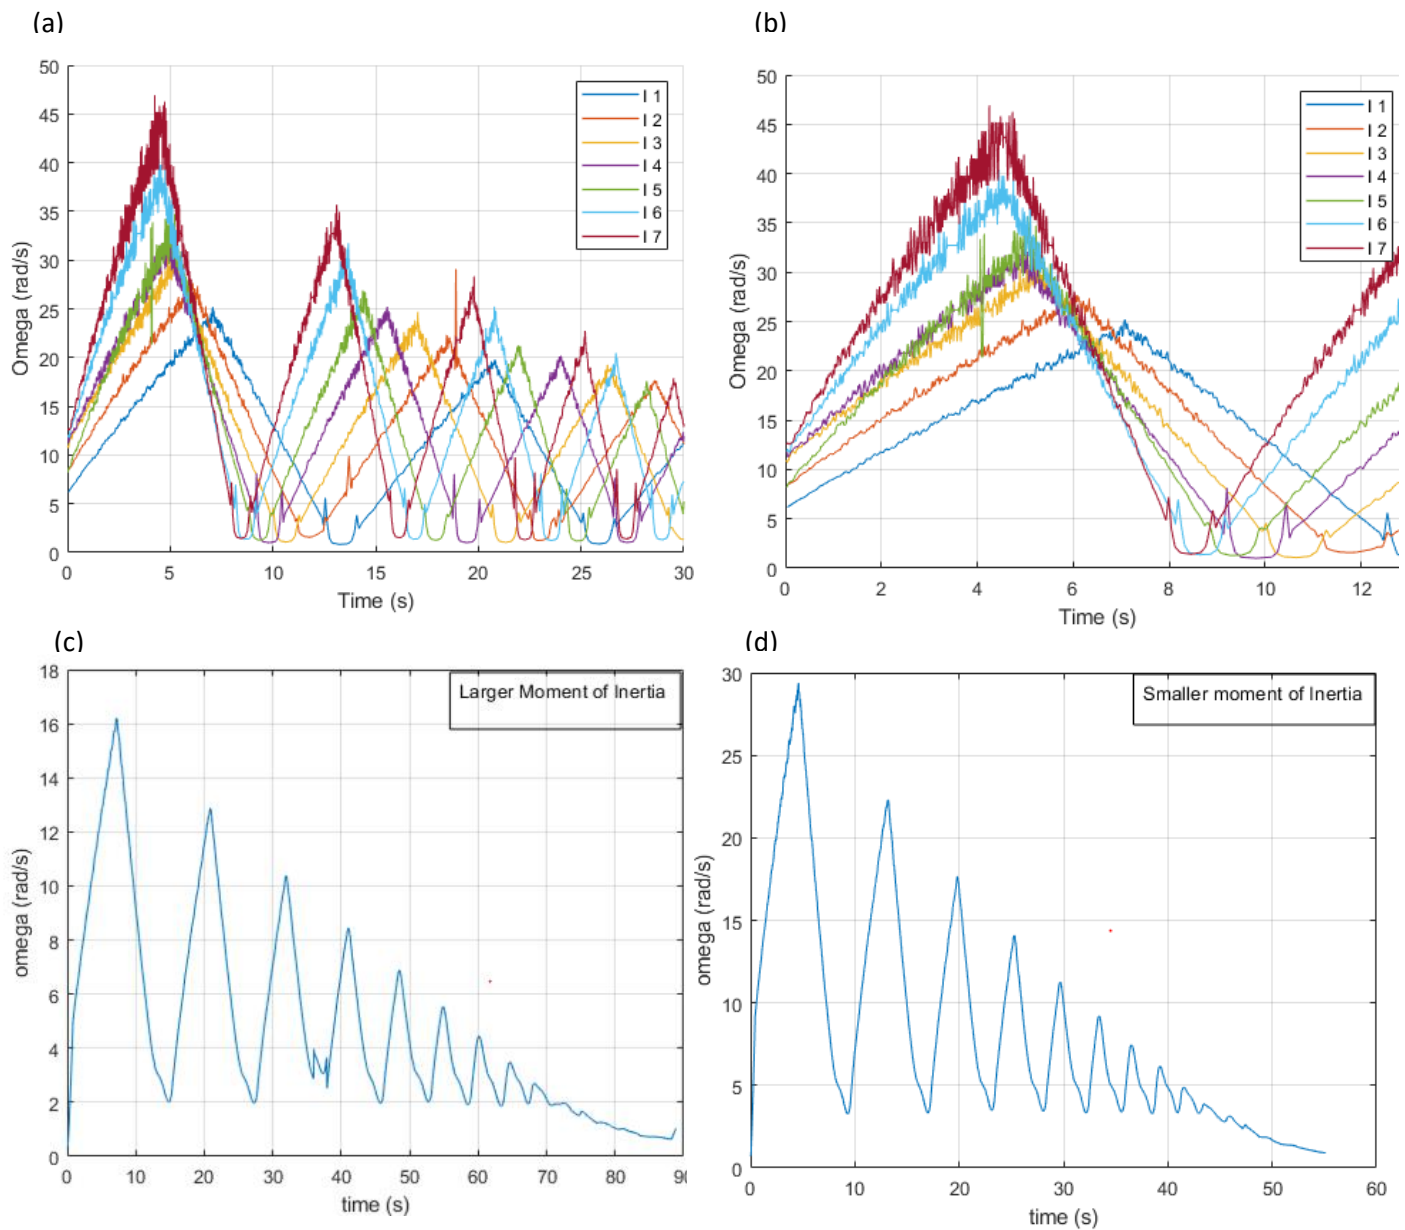 (a)
50
45
40
35
30
25
20
15
10
5
0
Omega (rad/s)
0 5 10 15 20 25 30
Time (s)
I 1
I 2
I 3
I 4
I 5
I 6
I 7
(b)
50
45
40
35
30
25
20
15
10
5
0
Omega (rad/s)
0 2 4 6 8 10 12
Time (s)
I 1
I 2
I 3
I 4
I 5
I 6
I 7
(c)
18
16
14
12
10
8
6
4
2
0
omega (rad/s)
Larger Moment of Inertia
0 10 20 30 40 50 60 70 80
time (s)
(d)
30
25
20
15
10
5
0
omega (rad/s)
Smaller moment of Inertia
0 10 20 30 40 50 60
time (s)